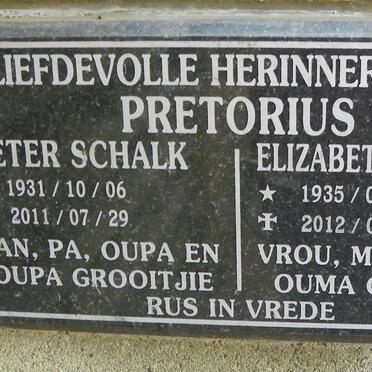 LIEFDEVOLLE HERINNER
PRETORIUS
ETER SCHALK
1931/10/06
2011/07/29
AN, PA, OUPA EN
OUPA GROOITJIE
ELIZABET
★ 1935/0
✠ 2012/0
VROU, M
OUMA
RUS IN VREDE